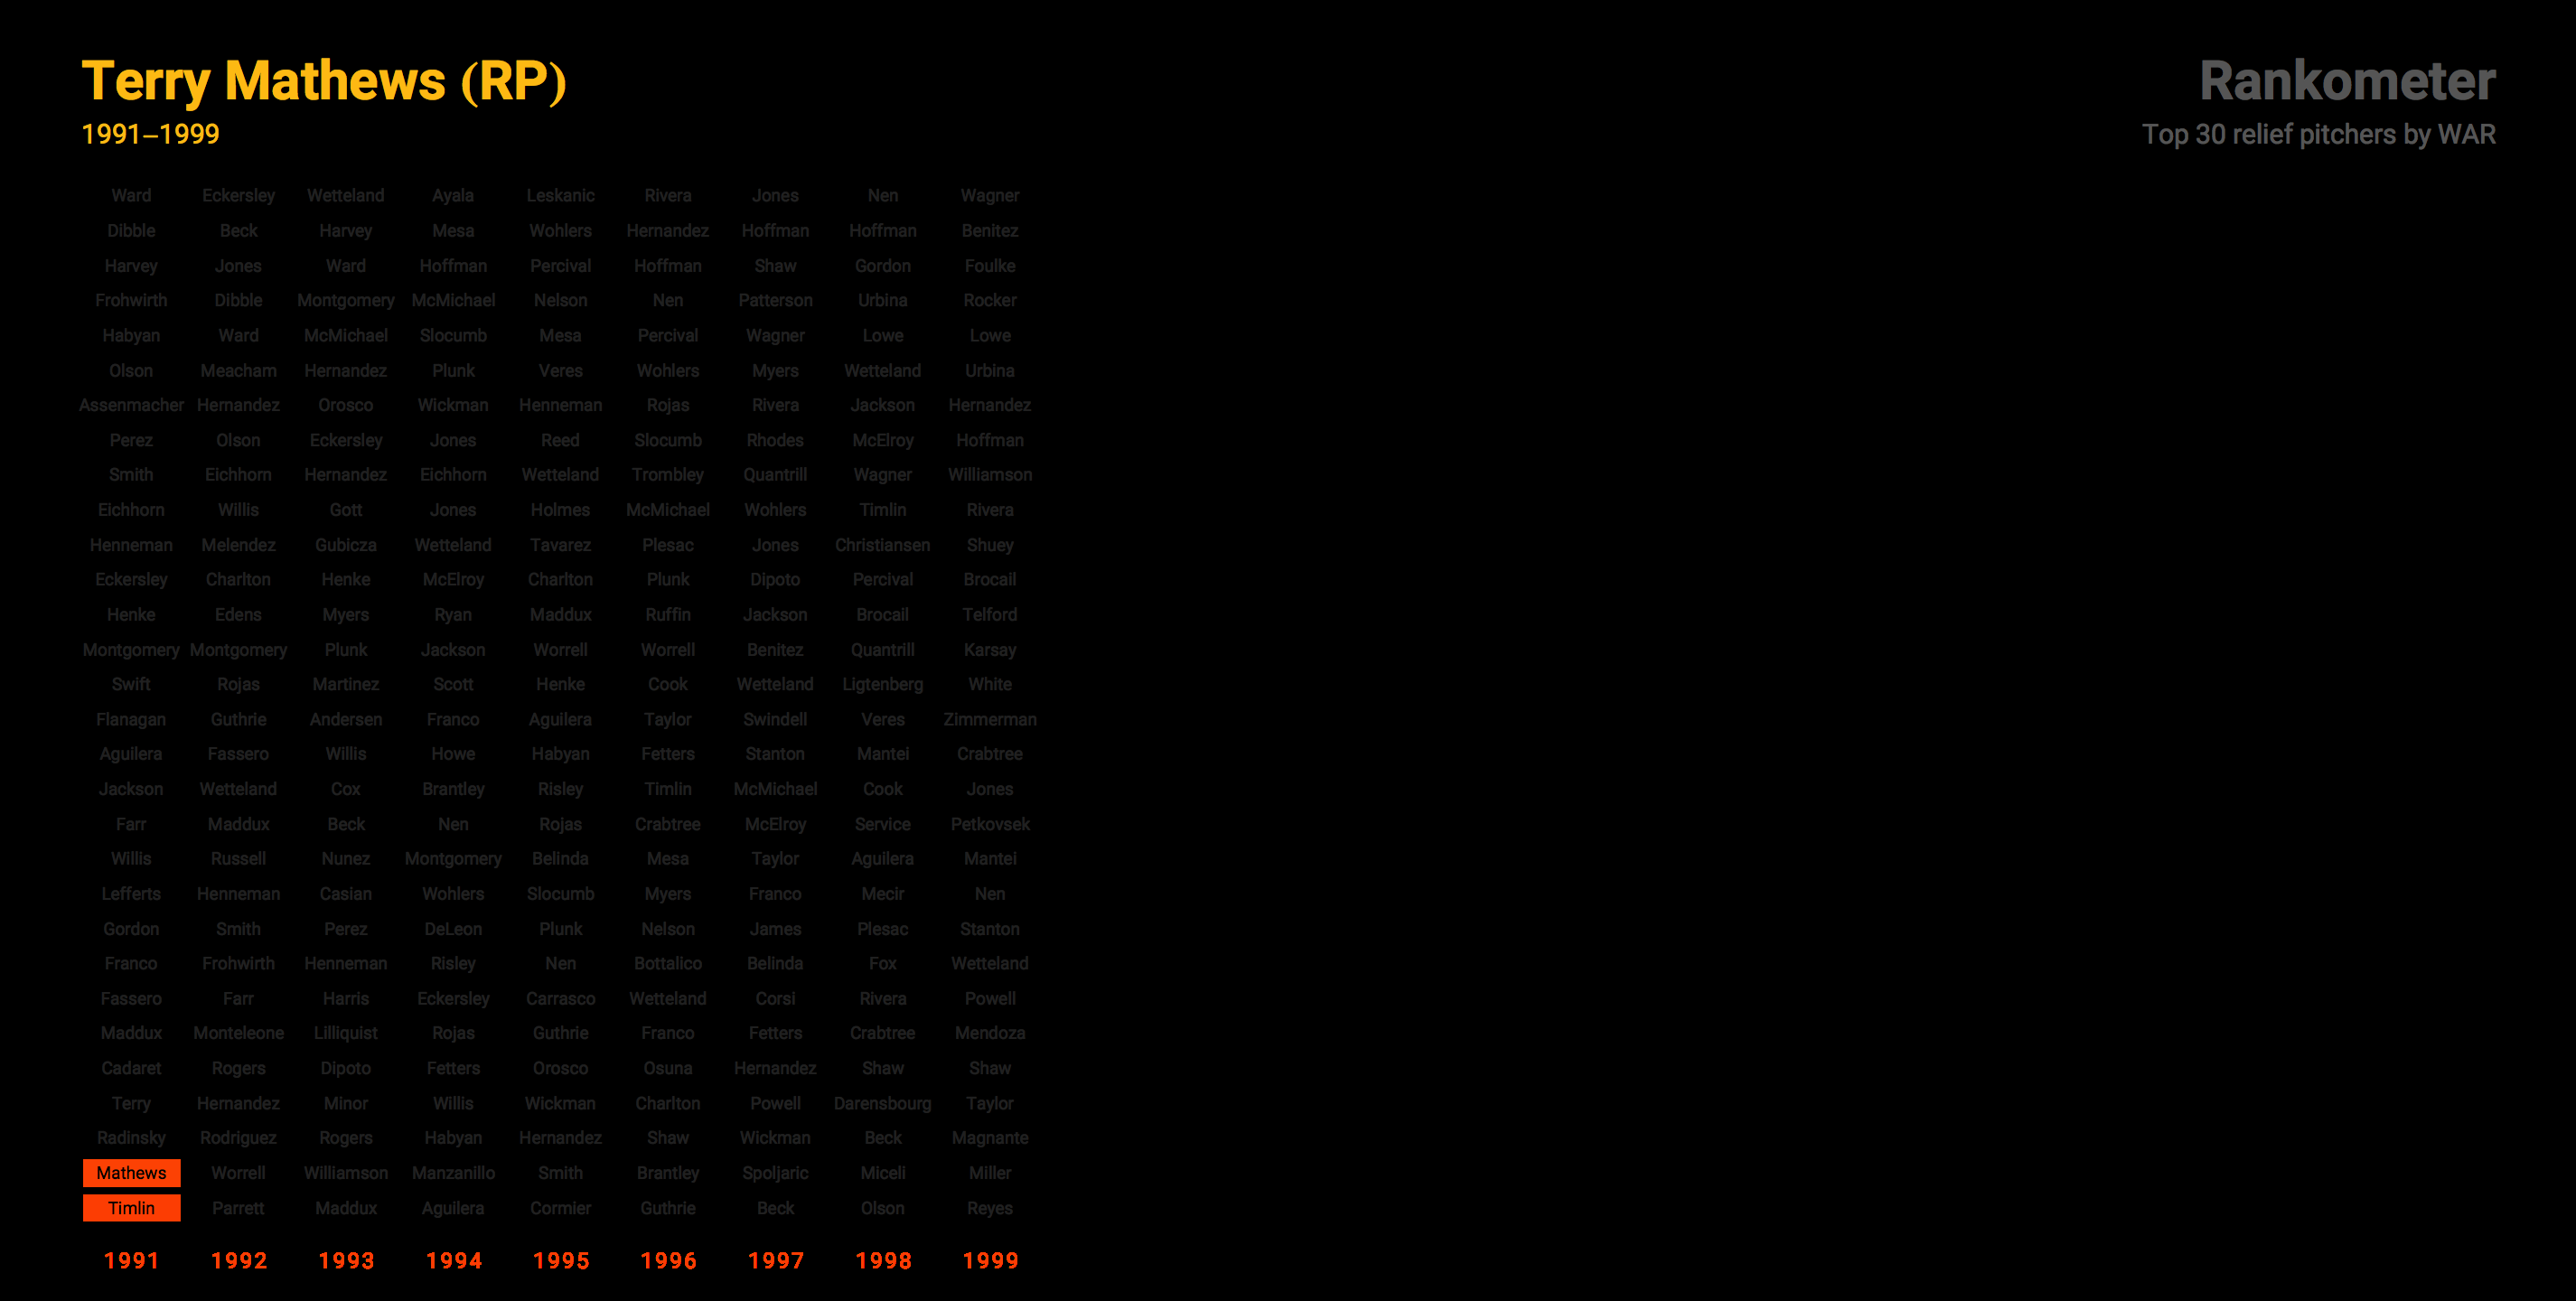 Terry Mathews (RP)
1991–1999
Rankometer
Top 30 relief pitchers by WAR
Ward Eckersley Wetteland Ayala Leskanic Rivera Jones Nen Wagner
Dibble Beck Harvey Mesa Wohlers Hernandez Hoffman Hoffman Benitez
Harvey Jones Ward Hoffman Percival Hoffman Shaw Gordon Foulke
Frohwirth Dibble Montgomery McMichael Nelson Nen Patterson Urbina Rocker
Habyan Ward McMichael Slocumb Mesa Percival Wagner Lowe Lowe
Olson Meacham Hernandez Plunk Veres Wohlers Myers Wetteland Urbina
Assenmacher Hernandez Orosco Wickman Henneman Rojas Rivera Jackson Hernandez
Perez Olson Eckersley Jones Reed Slocumb Rhodes McElroy Hoffman
Smith Eichhorn Hernandez Eichhorn Wetteland Trombley Quantrill Wagner Williamson
Eichhorn Willis Gott Jones Holmes McMichael Wohlers Timlin Rivera
Henneman Melendez Gubicza Wetteland Tavarez Plesac Jones Christiansen Shuey
Eckersley Charlton Henke McElroy Charlton Plunk Dipoto Percival Brocail
Henke Edens Myers Ryan Maddux Ruffin Jackson Brocail Telford
Montgomery Montgomery Plunk Jackson Worrell Worrell Benitez Quantrill Karsay
Swift Rojas Martinez Scott Henke Cook Wetteland Ligtenberg White
Flanagan Guthrie Andersen Franco Aguilera Taylor Swindell Veres Zimmerman
Aguilera Fassero Willis Howe Habyan Fetters Stanton Mantei Crabtree
Jackson Wetteland Cox Brantley Risley Timlin McMichael Cook Jones
Farr Maddux Beck Nen Rojas Crabtree McElroy Service Petkovsek
Willis Russell Nunez Montgomery Belinda Mesa Taylor Aguilera Mantei
Lefferts Henneman Casian Wohlers Slocumb Myers Franco Mecir Nen
Gordon Smith Perez DeLeon Plunk Nelson James Plesac Stanton
Franco Frohwirth Henneman Risley Nen Bottalico Belinda Fox Wetteland
Fassero Farr Harris Eckersley Carrasco Wetteland Corsi Rivera Powell
Maddux Monteleone Lilliquist Rojas Guthrie Franco Fetters Crabtree Mendoza
Cadaret Rogers Dipoto Fetters Orosco Osuna Hernandez Shaw Shaw
Terry Hernandez Minor Willis Wickman Charlton Powell Darensbourg Taylor
Radinsky Rodriguez Rogers Habyan Hernandez Shaw Wickman Beck Magnante
Mathews Worrell Williamson Manzanillo Smith Brantley Spoljaric Miceli Miller
Timlin Parrett Maddux Aguilera Cormier Guthrie Beck Olson Reyes
1991 1992 1993 1994 1995 1996 1997 1998 1999